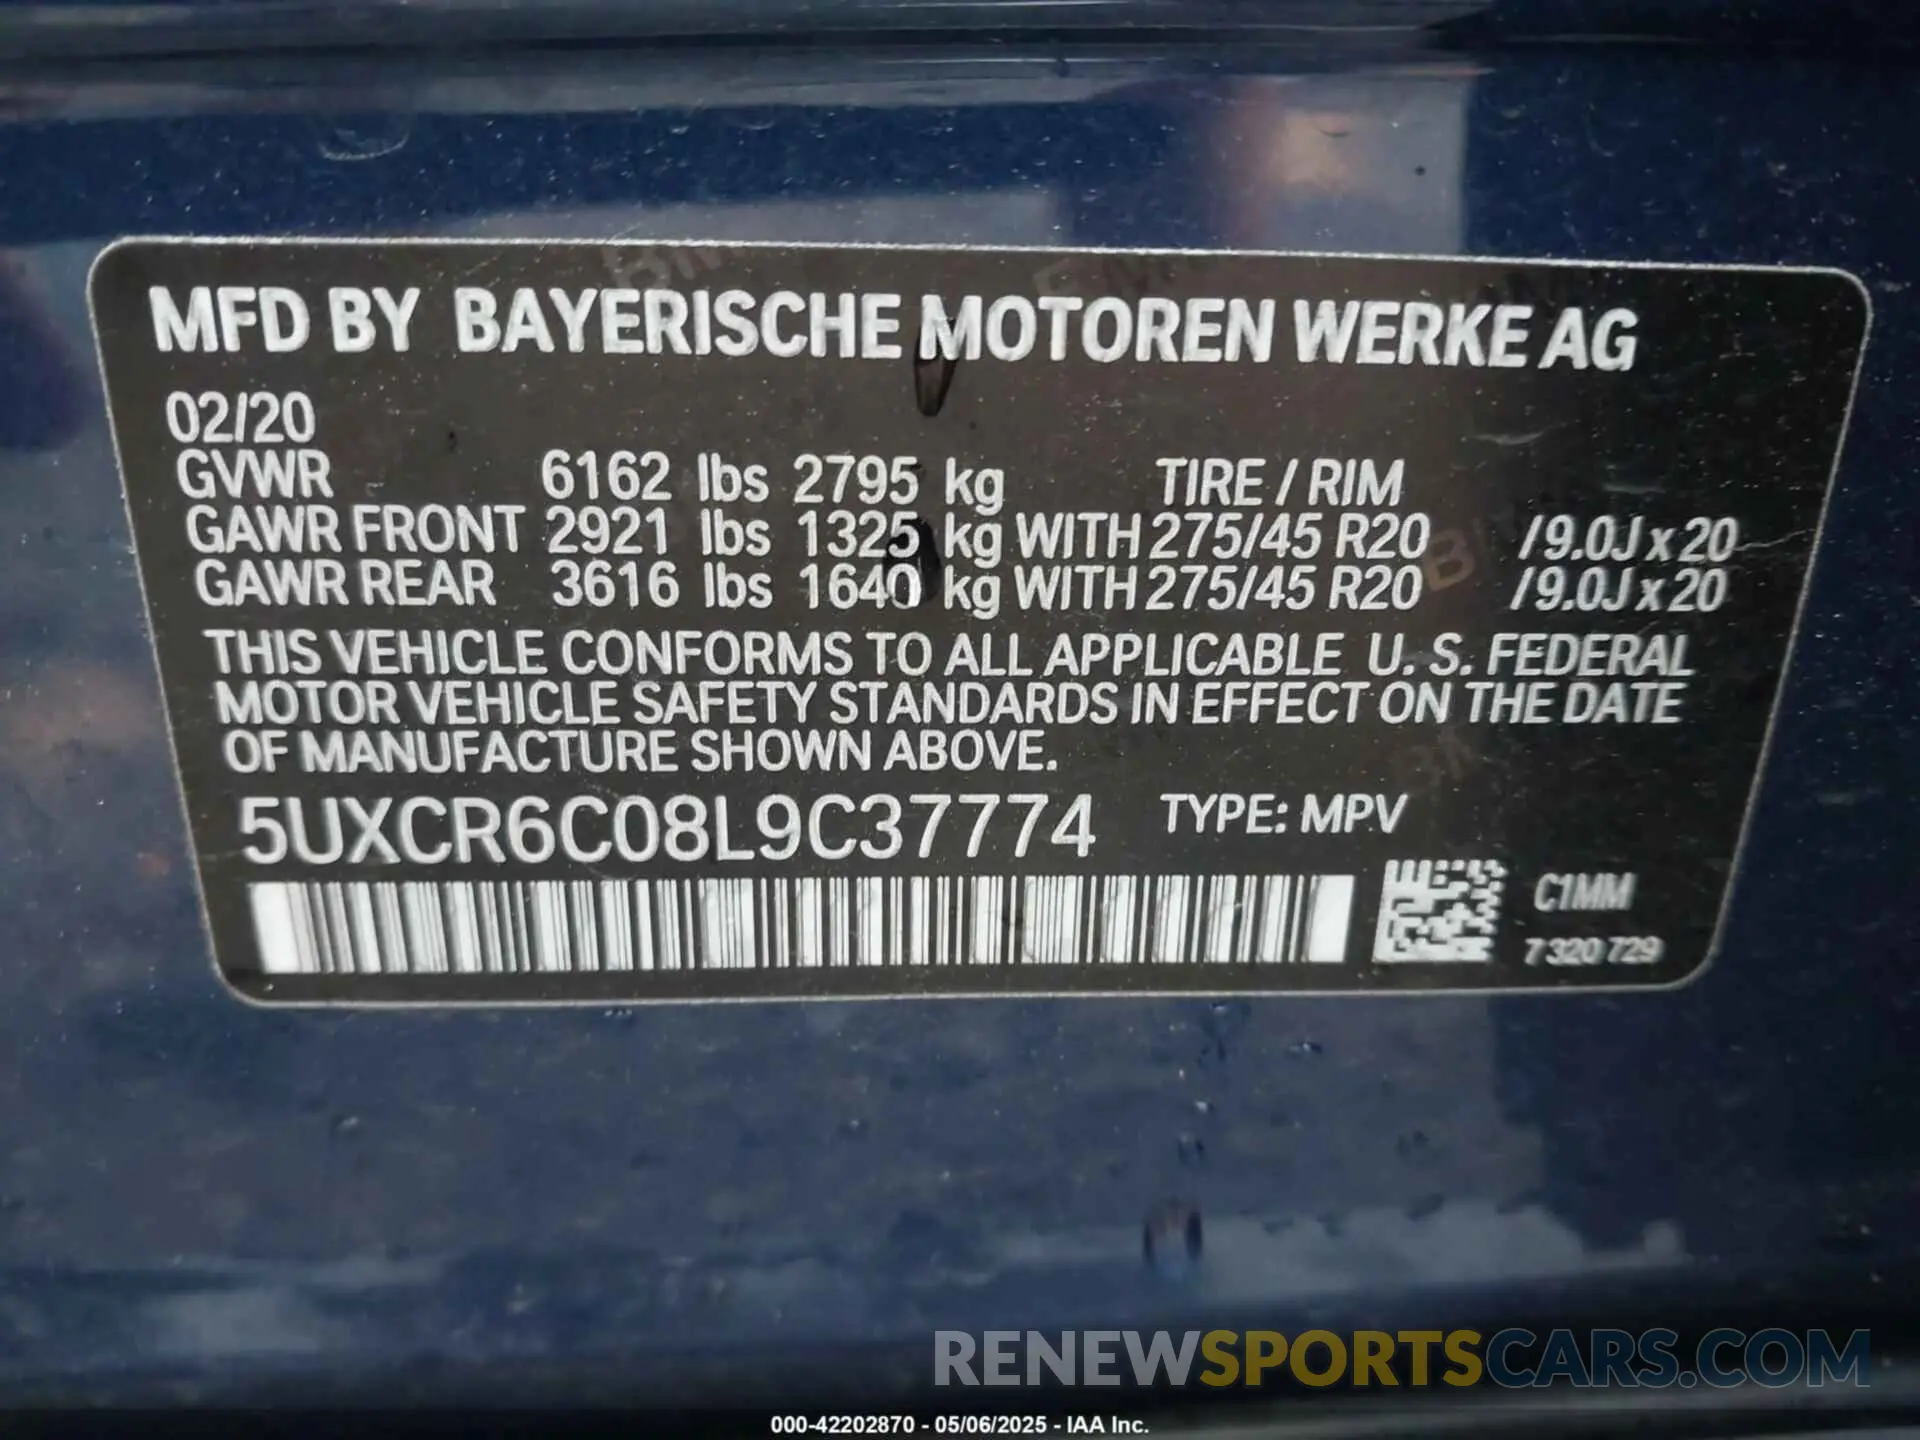 MFD BY BAYERISCHE MOTOREN WERKE AG
02/20
GVWR 6162 lbs 2795 kg TIRE / RIM
GAWR FRONT 2921 lbs 1325 kg WITH 275/45 R20 /9.0J x 20
GAWR REAR 3616 lbs 1640 kg WITH 275/45 R20 /9.0J x 20
THIS VEHICLE CONFORMS TO ALL APPLICABLE U. S. FEDERAL
MOTOR VEHICLE SAFETY STANDARDS IN EFFECT ON THE DATE
OF MANUFACTURE SHOWN ABOVE.
5UXCR6C08L9C37774 TYPE: MPV
C1MM
7 320 729
RENEWSPORTSCARS.COM
000-42202870 - 05/06/2025 - IAA Inc.